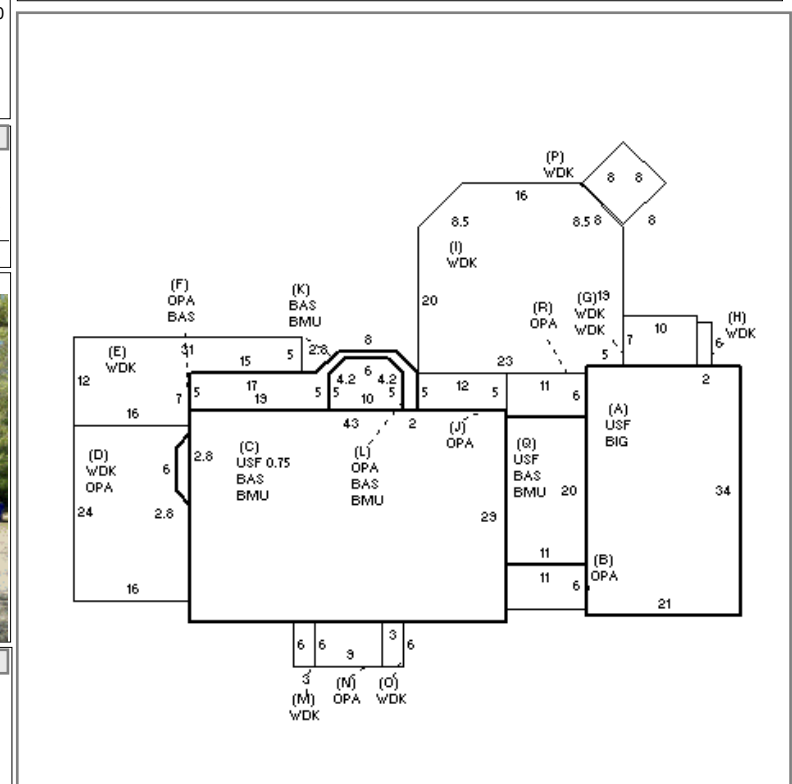 0
(P)
WDK
8 8
16
8.5
8.5 8
8
(I)
WDK
(F)
OPA
BAS
(K)
BAS
BMU
20
(R)
OPA
(G) 19
WDK
WDK
(H)
WDK
10
7
6
8
31
(E)
WDK
15
5
2.8
23
5
2
12
16
7
5
17
19
5
5
4.2
6
4.2
10
5
5
12
5
11
6
(A)
USF
BIG
43
2
(J)
OPA
(D)
WDK
OPA
2.8
6
2.8
24
16
(C)
USF 0.75
BAS
BMU
(L)
OPA
BAS
BMU
(Q)
USF
BAS
BMU
20
29
34
11
(B)
OPA
11
6
21
6
6
9
3
6
3
(M)
WDK
(N)
OPA
(O)
WDK